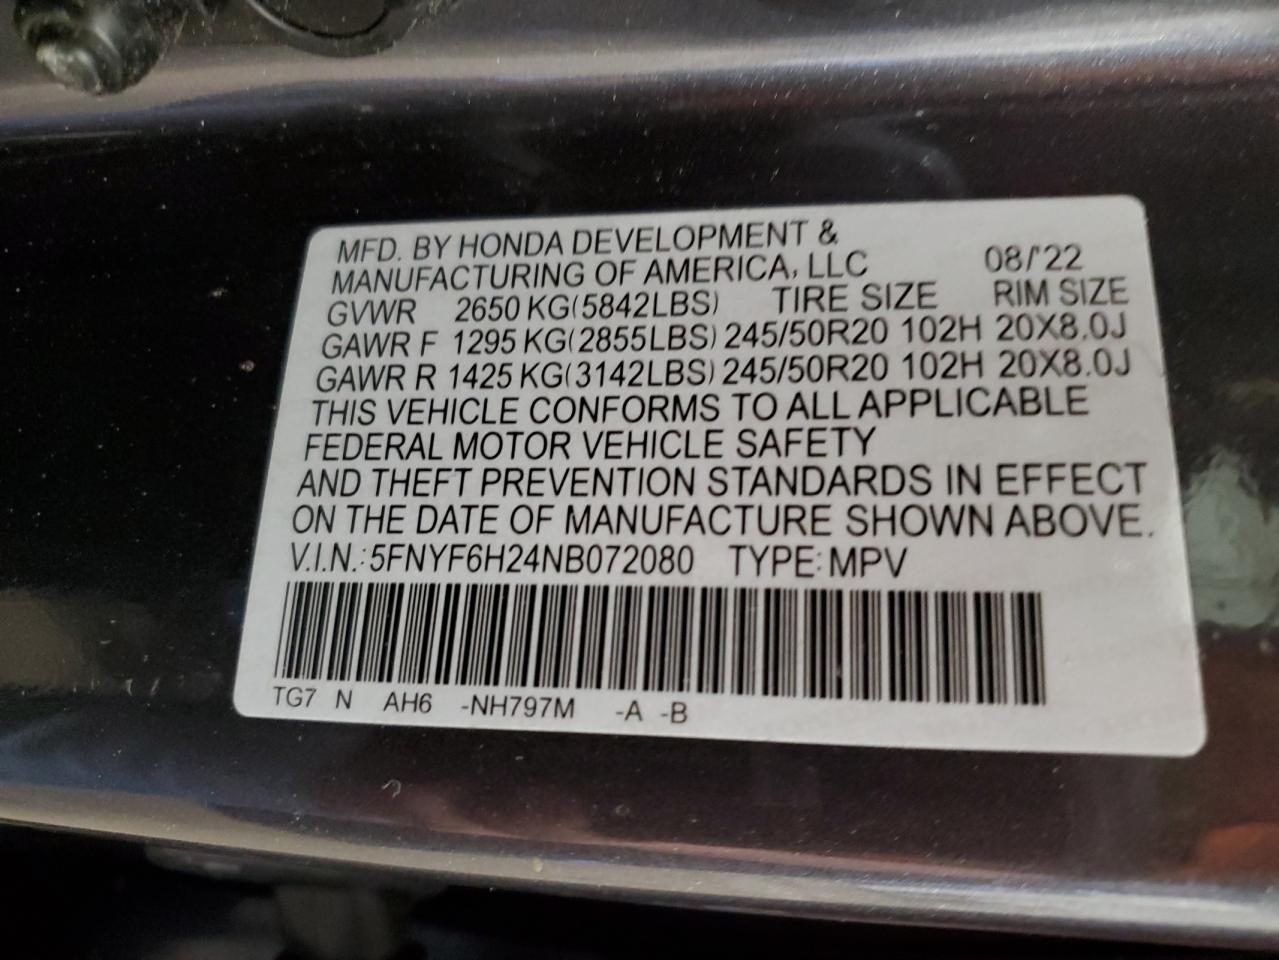 MFD. BY HONDA DEVELOPMENT &
MANUFACTURING OF AMERICA, LLC 08/'22
GVWR 2650 KG(5842LBS) TIRE SIZE RIM SIZE
GAWR F 1295 KG(2855LBS) 245/50R20 102H 20X8.0J
GAWR R 1425 KG(3142LBS) 245/50R20 102H 20X8.0J
THIS VEHICLE CONFORMS TO ALL APPLICABLE
FEDERAL MOTOR VEHICLE SAFETY
AND THEFT PREVENTION STANDARDS IN EFFECT
ON THE DATE OF MANUFACTURE SHOWN ABOVE.
V.I.N.: 5FNYF6H24NB072080 TYPE: MPV
TG7 N AH6 -NH797M -A -B